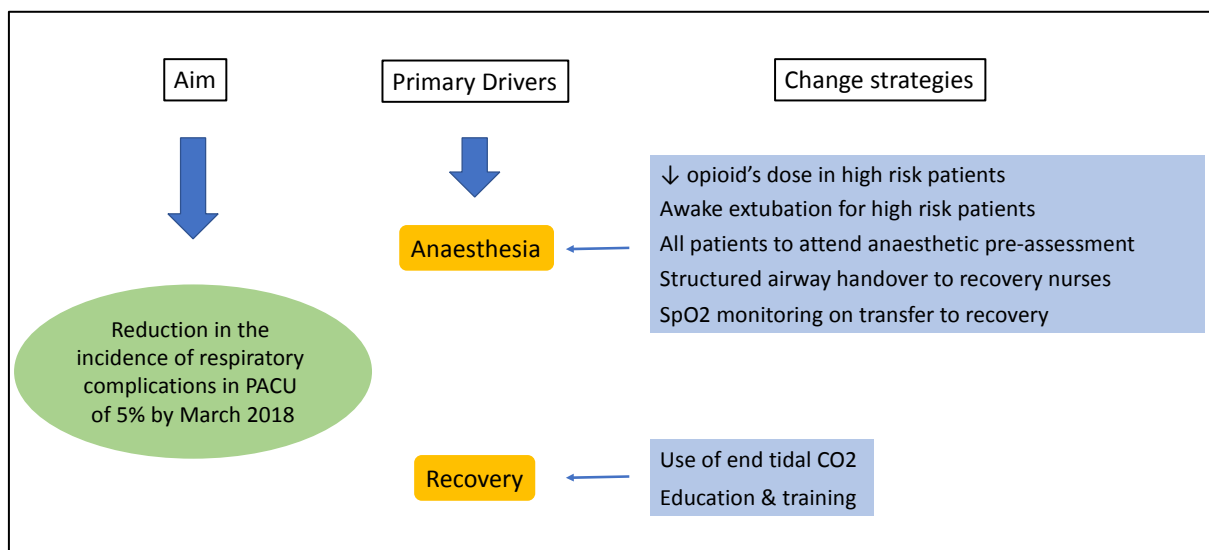 Aim
Primary Drivers
Change strategies
↓ opioid’s dose in high risk patients
Awake extubation for high risk patients
Anaesthesia
All patients to attend anaesthetic pre-assessment
Structured airway handover to recovery nurses
SpO2 monitoring on transfer to recovery
Reduction in the
incidence of respiratory
complications in PACU
of 5% by March 2018
Recovery
Use of end tidal CO2
Education & training